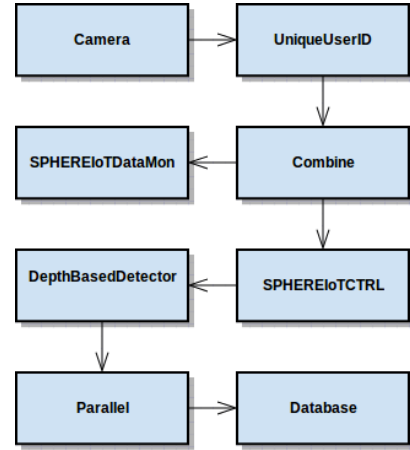 Camera
UniqueUserID
SPHEREIoTDataMon
Combine
DepthBasedDetector
SPHEREIoTCTRL
Parallel
Database